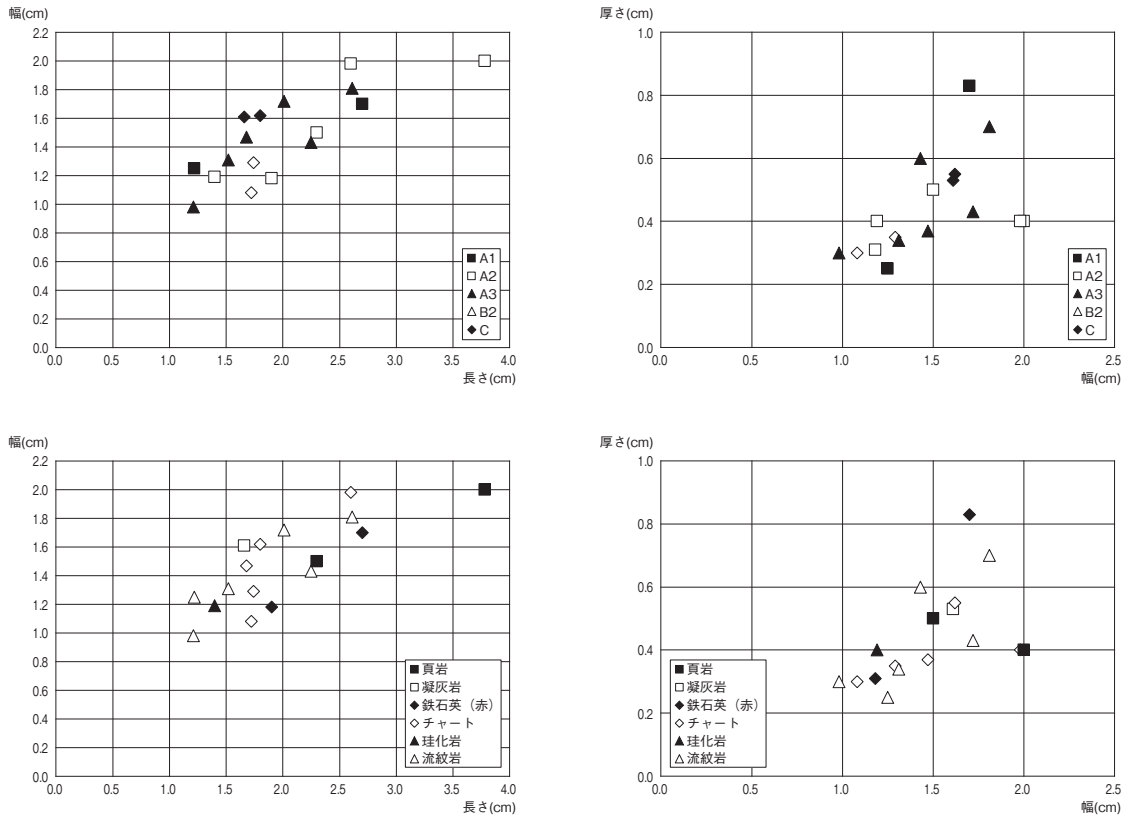 幅(cm)
2.2
2.0
1.8
1.6
1.4
1.2
1.0
0.8
0.6
0.4
0.2
0.0
0.0 0.5 1.0 1.5 2.0 2.5 3.0 3.5 4.0
長さ(cm)
■ A1
□ A2
▲ A3
△ B2
◆ C
厚さ(cm)
1.0
0.8
0.6
0.4
0.2
0.0
0.0 0.5 1.0 1.5 2.0 2.5
幅(cm)
■ A1
□ A2
▲ A3
△ B2
◆ C
幅(cm)
2.2
2.0
1.8
1.6
1.4
1.2
1.0
0.8
0.6
0.4
0.2
0.0
0.0 0.5 1.0 1.5 2.0 2.5 3.0 3.5 4.0
長さ(cm)
■ 頁岩
□ 凝灰岩
◆ 鉄石英（赤）
◇ チャート
▲ 珪化岩
△ 流紋岩
厚さ(cm)
1.0
0.8
0.6
0.4
0.2
0.0
0.0 0.5 1.0 1.5 2.0 2.5
幅(cm)
■ 頁岩
□ 凝灰岩
◆ 鉄石英（赤）
◇ チャート
▲ 珪化岩
△ 流紋岩